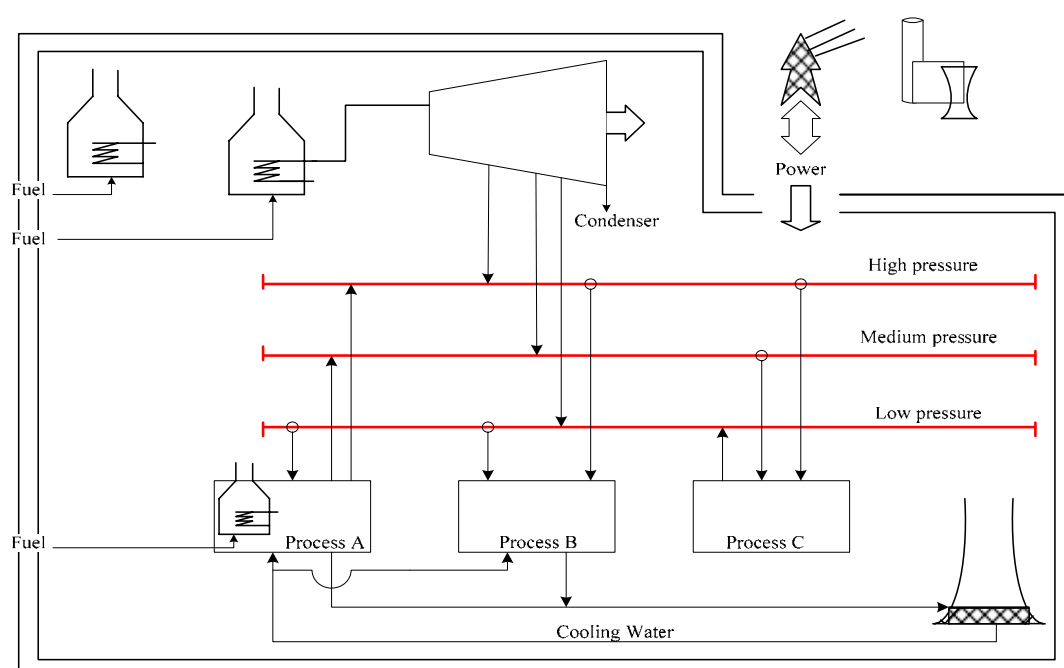 Power
Fuel
Condenser
Fuel
High pressure
Medium pressure
Low pressure
Fuel
Process A
Process B
Process C
Cooling Water